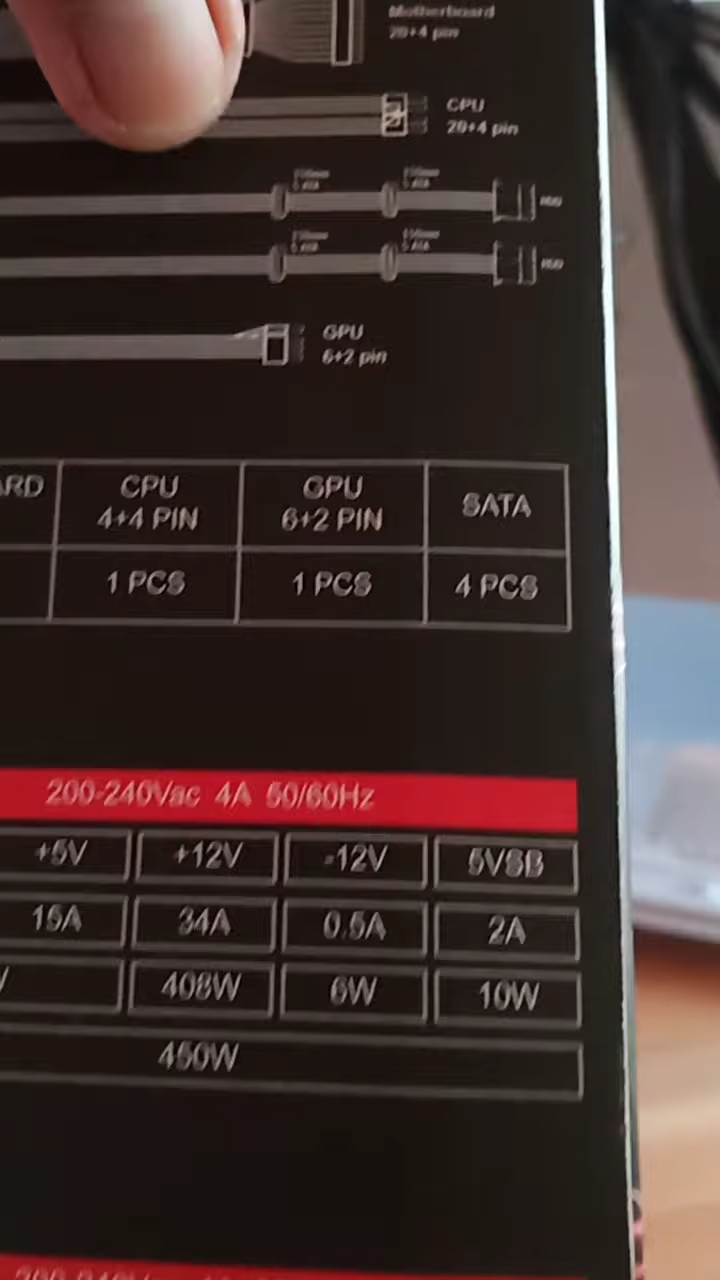 Motherboard
20+4 pin
CPU
20+4 pin
GPU
6+2 pin
ARD
CPU
4+4 PIN
GPU
6+2 PIN
SATA
1 PCS
1 PCS
4 PCS
200-240Vac 4A 50/60Hz
+5V
+12V
-12V
5VSB
15A
34A
0.5A
2A
408W
6W
10W
450W